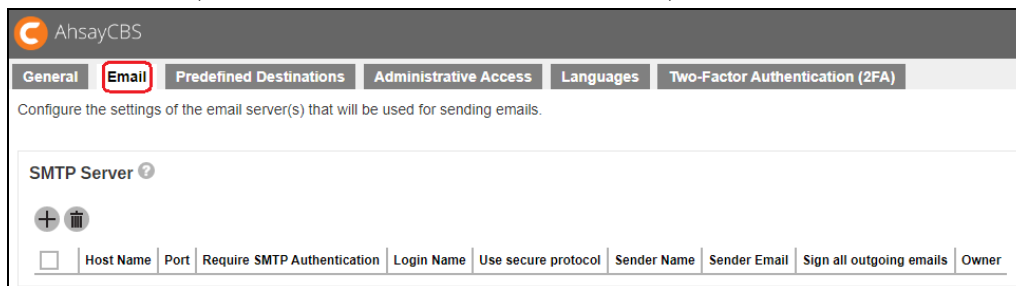 AhsayCBS
General Email Predefined Destinations Administrative Access Languages Two-Factor Authentication (2FA)
Configure the settings of the email server(s) that will be used for sending emails.
SMTP Server ?
Host Name Port Require SMTP Authentication Login Name Use secure protocol Sender Name Sender Email Sign all outgoing emails Owner